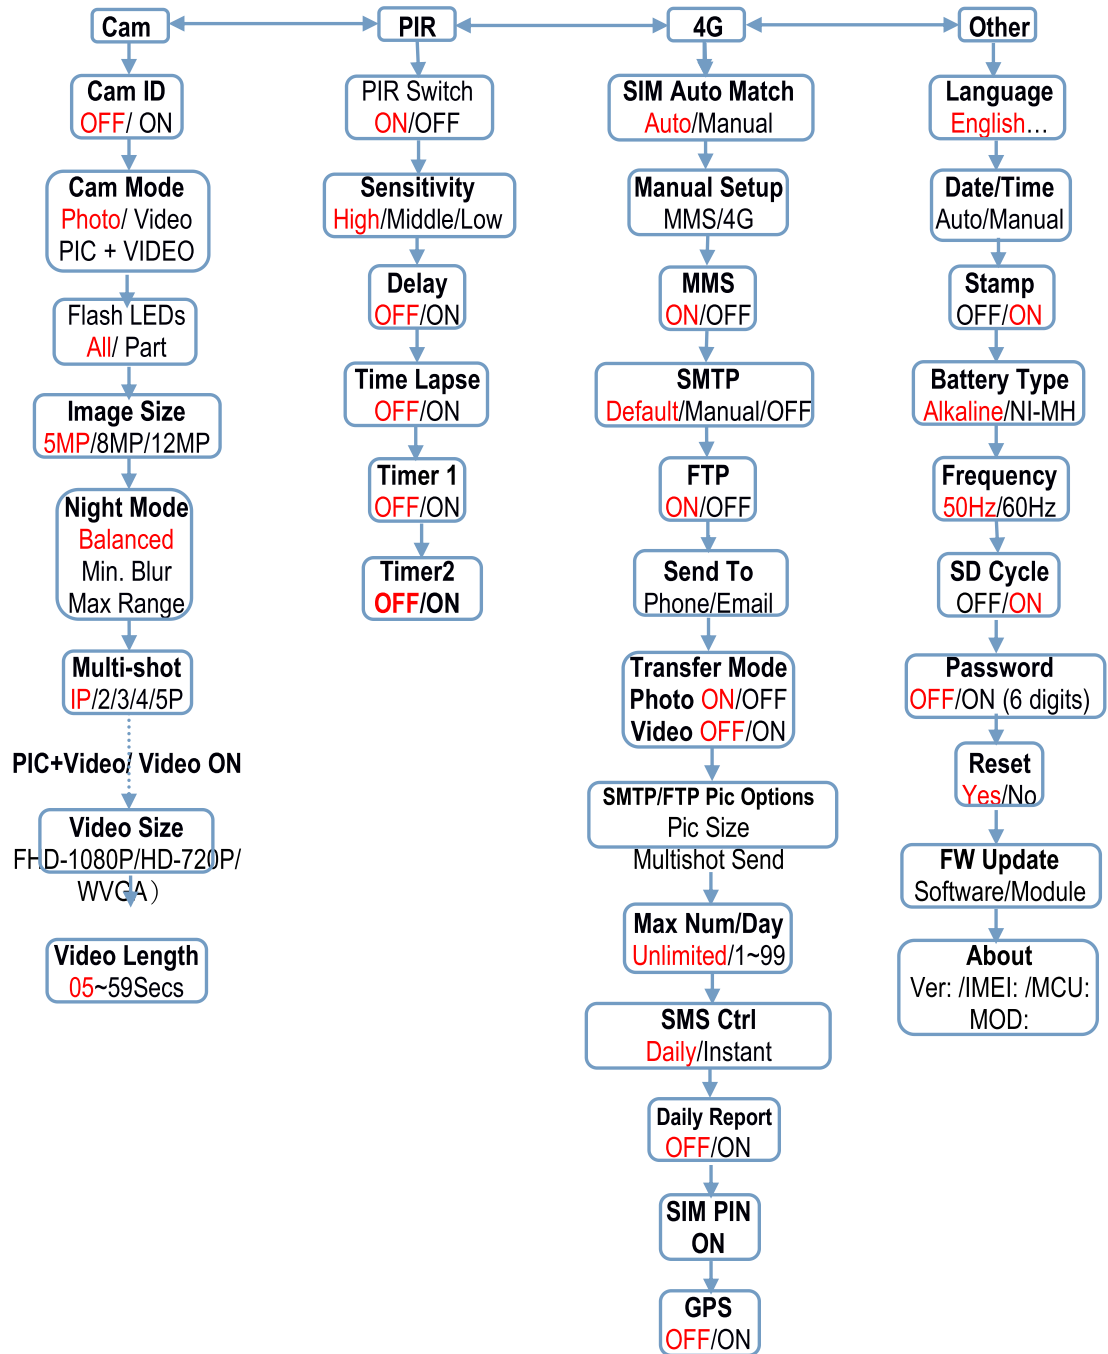 Cam
PIR
4G
Other
Cam ID
OFF/ ON
Cam Mode
Photo/ Video
PIC + VIDEO
Flash LEDs
All/ Part
Image Size
5MP/8MP/12MP
Night Mode
Balanced
Min. Blur
Max Range
Multi-shot
IP/2/3/4/5P
PIC+Video/ Video ON
Video Size
FHD-1080P/HD-720P/
WVGA）
Video Length
05~59Secs
PIR Switch
ON/OFF
Sensitivity
High/Middle/Low
Delay
OFF/ON
Time Lapse
OFF/ON
Timer 1
OFF/ON
Timer2
OFF/ON
SIM Auto Match
Auto/Manual
Manual Setup
MMS/4G
MMS
ON/OFF
SMTP
Default/Manual/OFF
FTP
ON/OFF
Send To
Phone/Email
Transfer Mode
Photo ON/OFF
Video OFF/ON
SMTP/FTP Pic Options
Pic Size
Multishot Send
Max Num/Day
Unlimited/1~99
SMS Ctrl
Daily/Instant
Daily Report
OFF/ON
SIM PIN
ON
GPS
OFF/ON
Language
English…
Date/Time
Auto/Manual
Stamp
OFF/ON
Battery Type
Alkaline/NI-MH
Frequency
50Hz/60Hz
SD Cycle
OFF/ON
Password
OFF/ON (6 digits)
Reset
Yes/No
FW Update
Software/Module
About
Ver: /IMEI: /MCU:
MOD: